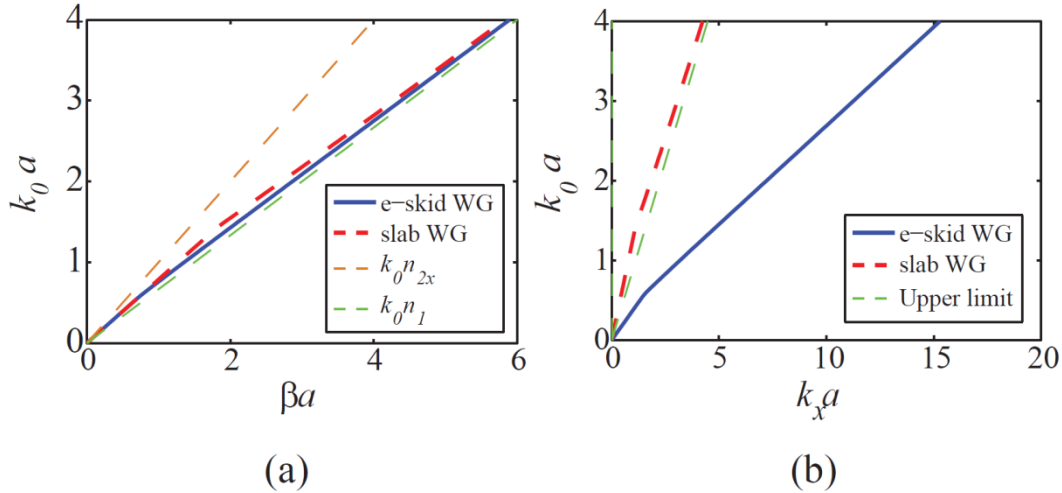 4
3
2
1
0
k₀ a
0
2
4
6
βa
e-skid WG
slab WG
k₀n₂ₓ
k₀n₁
(a)
4
3
2
1
0
k₀ a
0
5
10
15
20
kₓa
e-skid WG
slab WG
Upper limit
(b)